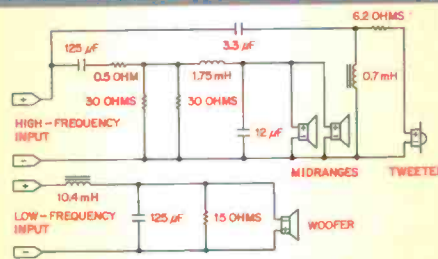 6.2 OHMS
125 µF
3.3 µF
0.5 OHM
1.75 mH
0.7 mH
+
30 OHMS
30 OHMS
HIGH-FREQUENCY
INPUT
12 µF
-
MIDRANGES
TWEETER
+
10.4 mH
LOW-FREQUENCY
INPUT
125 µF
15 OHMS
WOOFER
-